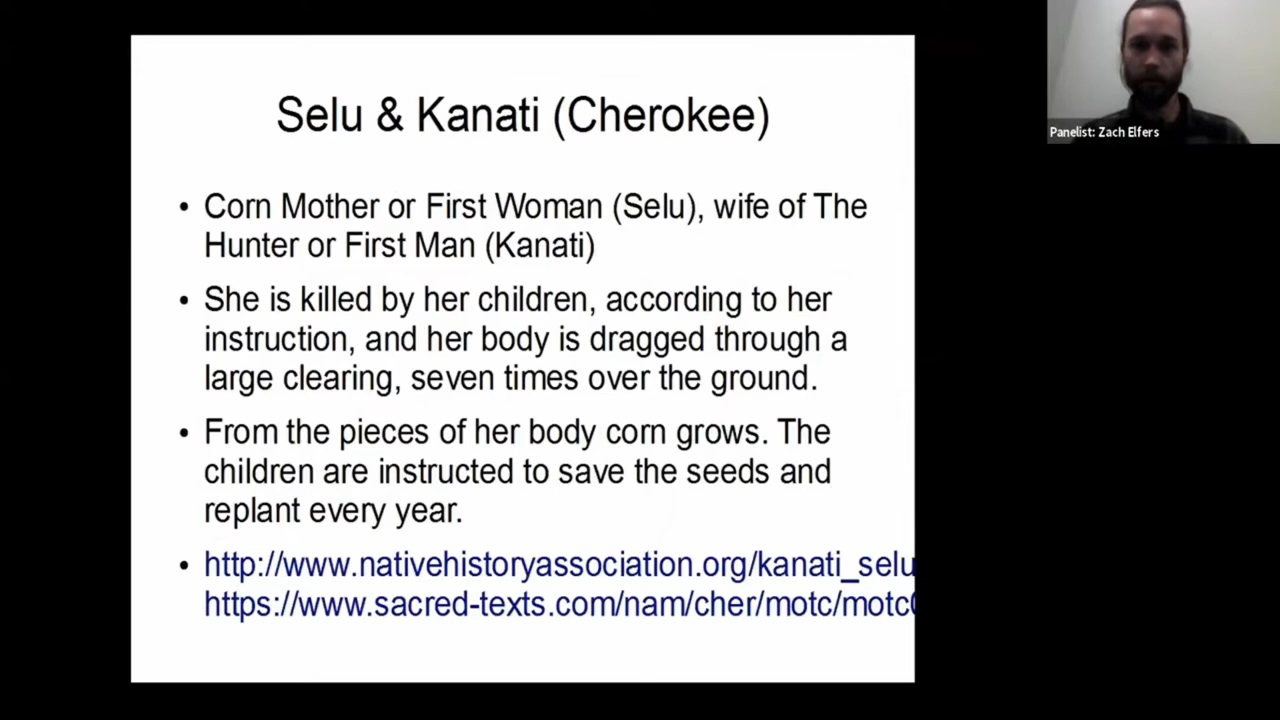 Selu & Kanati (Cherokee)
• Corn Mother or First Woman (Selu), wife of The
Hunter or First Man (Kanati)
• She is killed by her children, according to her
instruction, and her body is dragged through a
large clearing, seven times over the ground.
• From the pieces of her body corn grows. The
children are instructed to save the seeds and
replant every year.
• http://www.nativehistoryassociation.org/kanati_selu
https://www.sacred-texts.com/nam/cher/motc/motc
Panelist: Zach Elfers